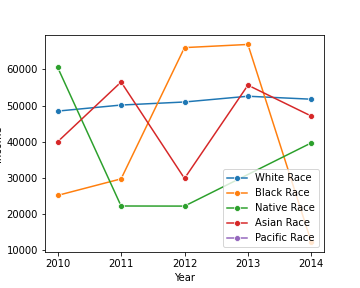 60000
50000
40000
30000
20000
10000
2010 2011 2012 2013 2014
Year
White Race
Black Race
Native Race
Asian Race
Pacific Race